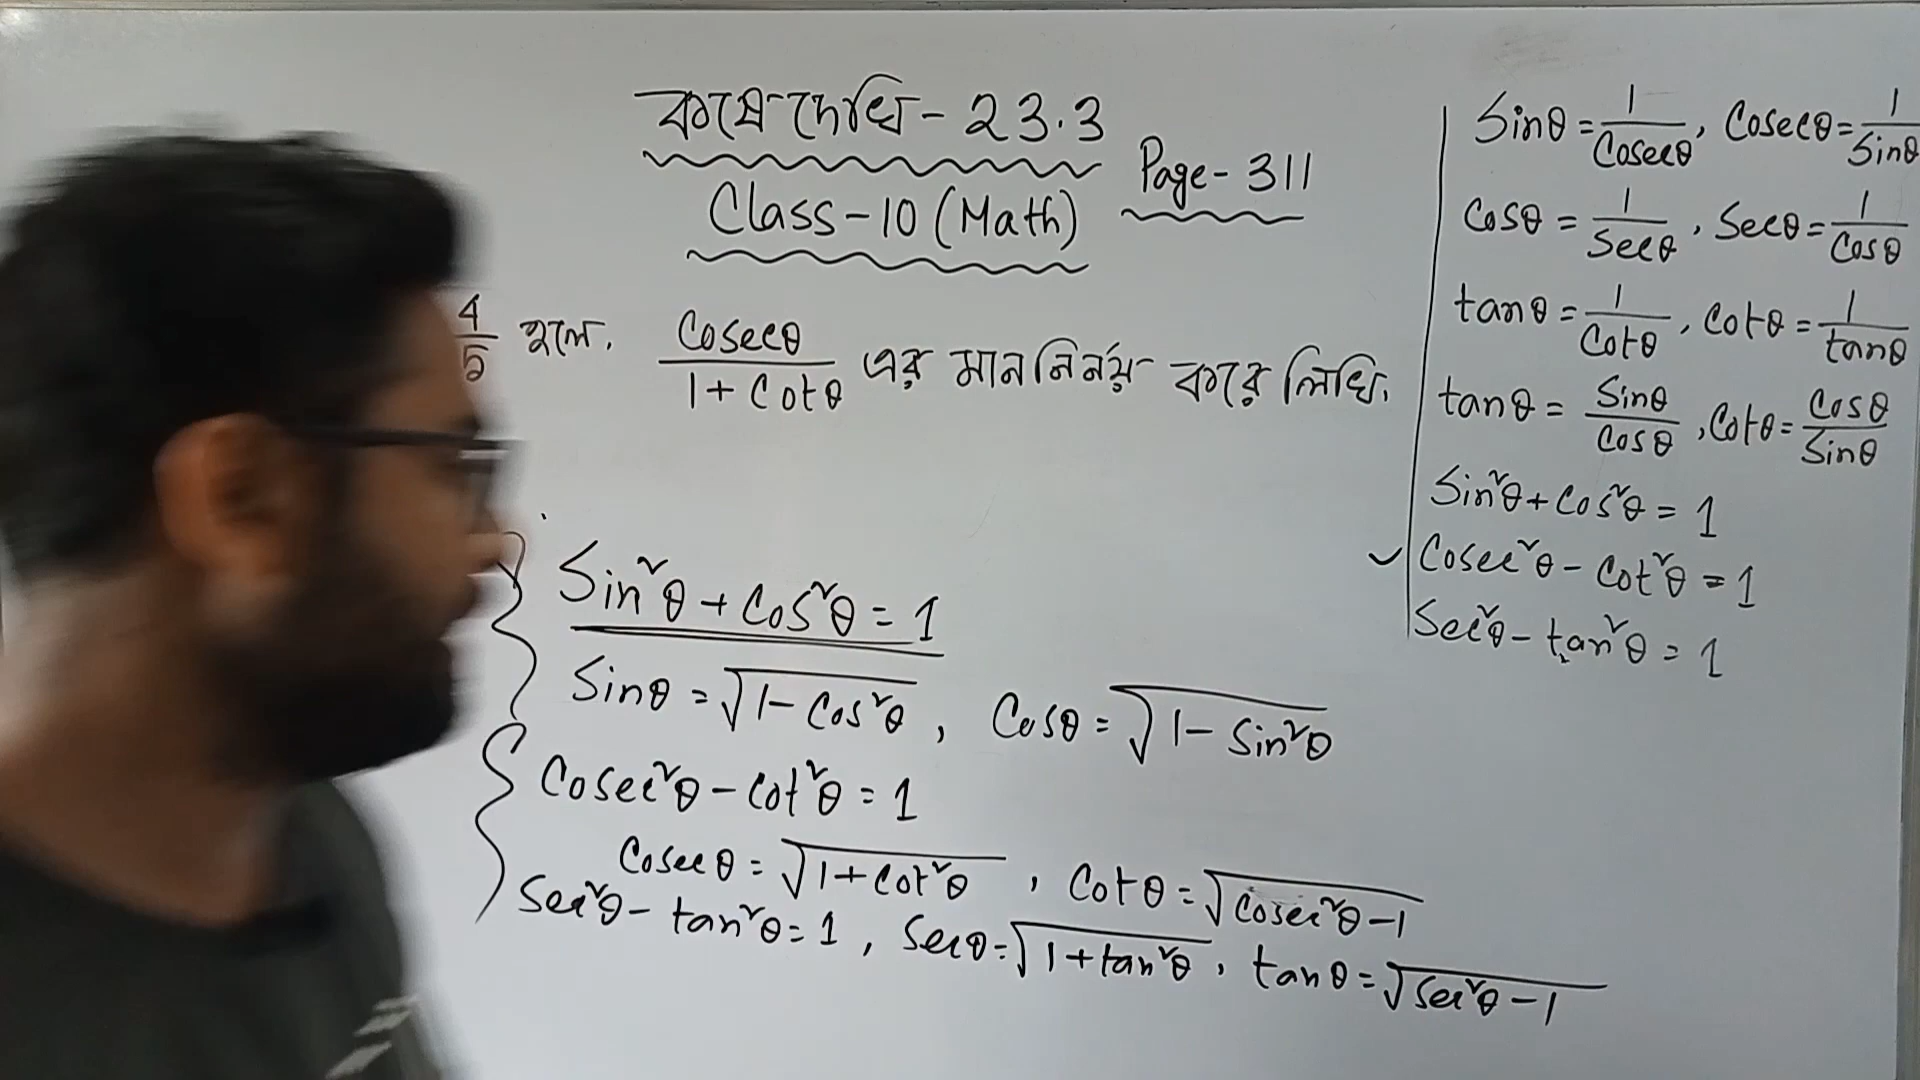 কষে দেখি - 23.3
Page - 311
Class - 10 (Math)
4/5 হলে, Cosecθ/1 + Cotθ এর মান নির্নয় করে লিখি।
Sin²θ + Cos²θ = 1
Sinθ = √1 - Cos²θ , Cosθ = √1 - Sin²θ
Cosec²θ - Cot²θ = 1
Cosecθ = √1 + Cot²θ , Cotθ = √Cosec²θ - 1
Sec²θ - tan²θ = 1 , Secθ = √1 + tan²θ , tanθ = √Sec²θ - 1
Sinθ = 1/Cosecθ , Cosecθ = 1/Sinθ
Cosθ = 1/Secθ , Secθ = 1/Cosθ
tanθ = 1/Cotθ , Cotθ = 1/tanθ
tanθ = Sinθ/Cosθ , Cotθ = Cosθ/Sinθ
Sin²θ + Cos²θ = 1
✓ Cosec²θ - Cot²θ = 1
Sec²θ - tan²θ = 1